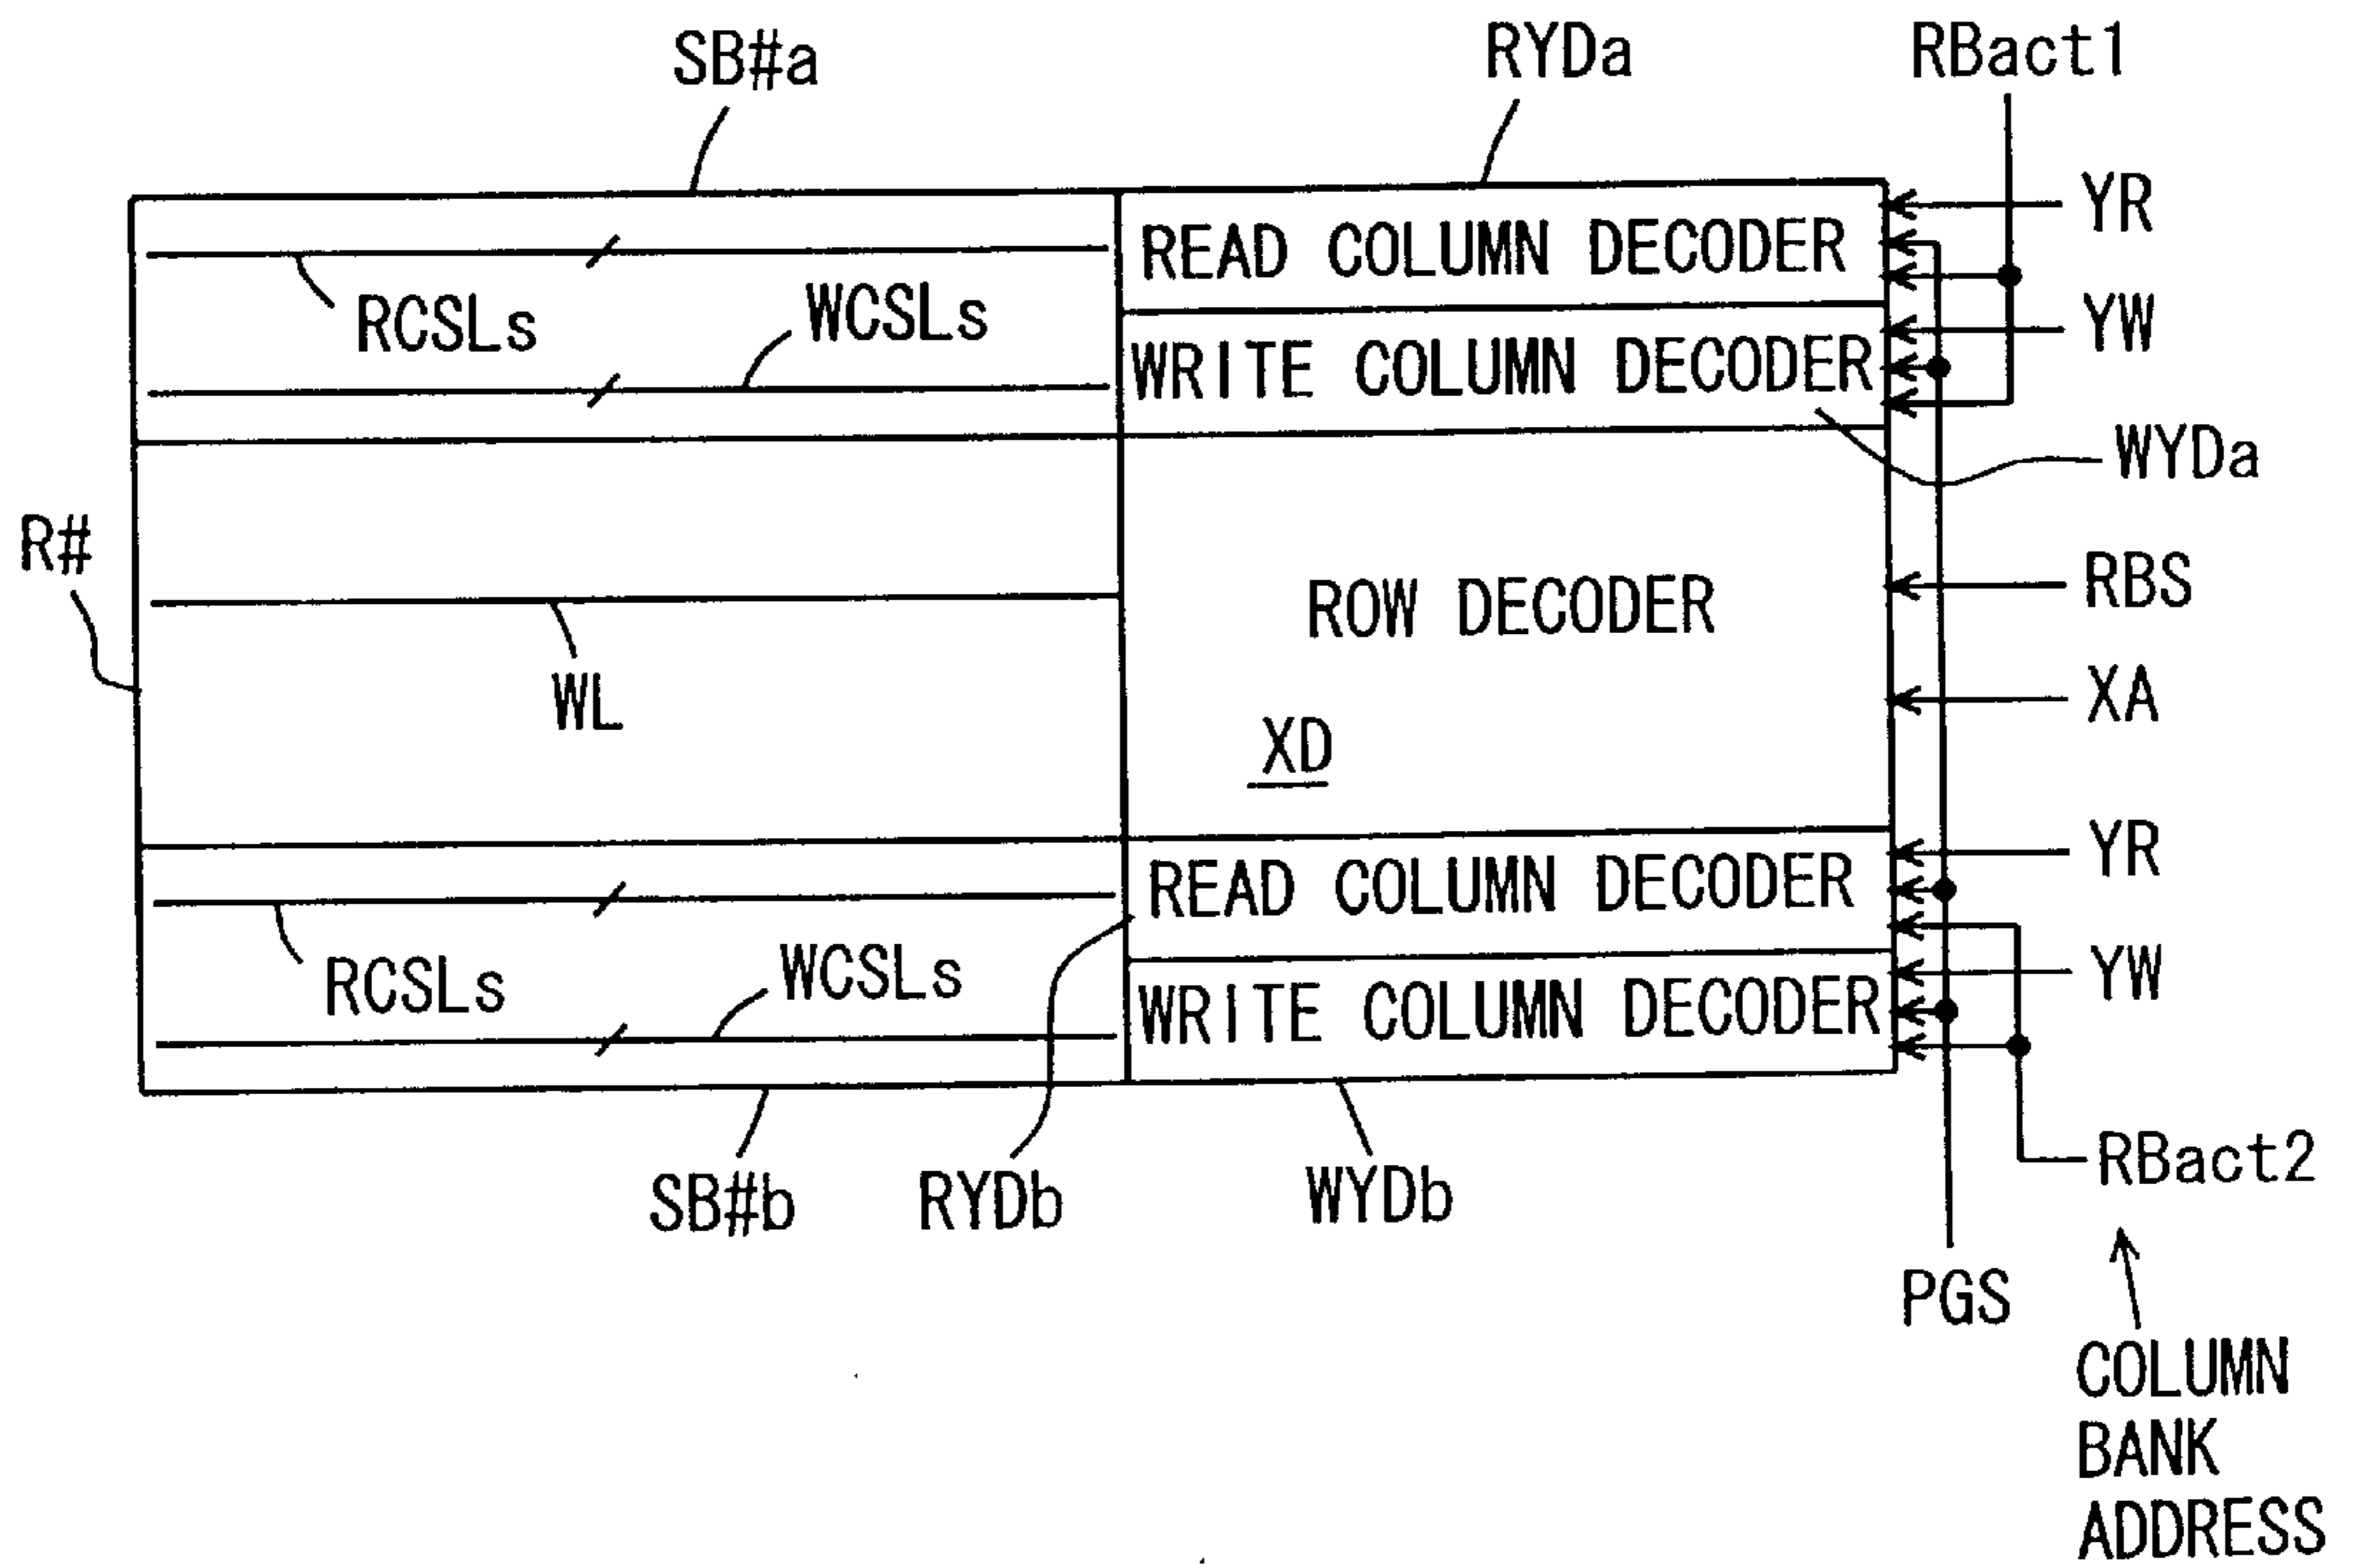 SB#a
RYDa
RBact1
READ COLUMN DECODER
YR
RCSLs
WCSLs
WRITE COLUMN DECODER
YW
WYDa
R#
WL
ROW DECODER
XD
RBS
XA
READ COLUMN DECODER
YR
RCSLs
WCSLs
WRITE COLUMN DECODER
YW
SB#b
RYDb
WYDb
RBact2
PGS
COLUMN
BANK
ADDRESS